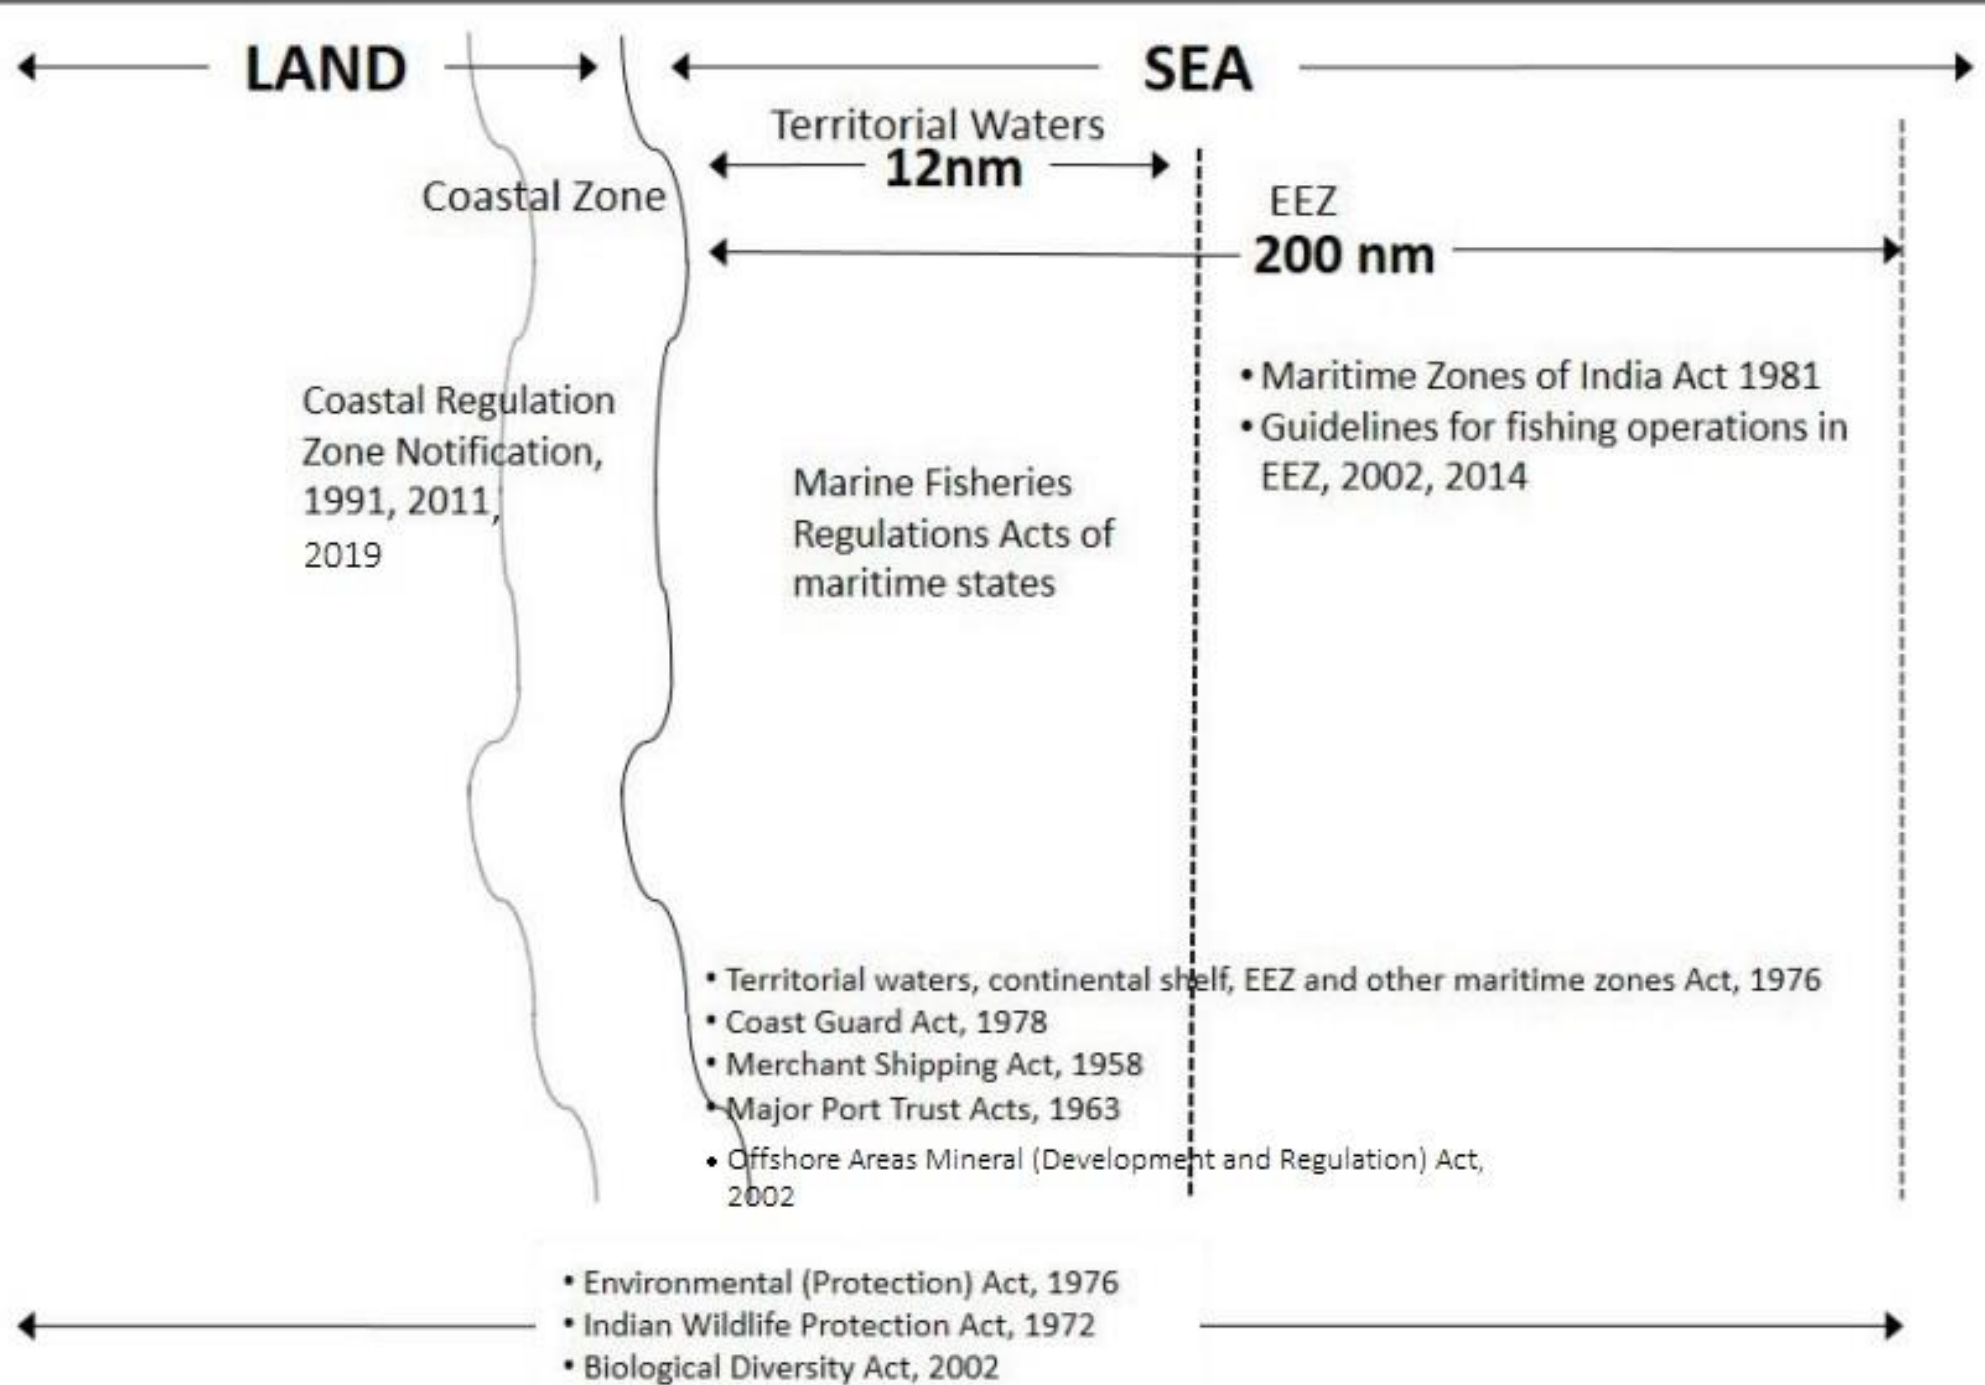 LAND
SEA
Territorial Waters
12nm
Coastal Zone
EEZ
200 nm
Coastal Regulation
Zone Notification,
1991, 2011,
2019
Marine Fisheries
Regulations Acts of
maritime states
• Maritime Zones of India Act 1981
• Guidelines for fishing operations in
EEZ, 2002, 2014
• Territorial waters, continental shelf, EEZ and other maritime zones Act, 1976
• Coast Guard Act, 1978
• Merchant Shipping Act, 1958
• Major Port Trust Acts, 1963
• Offshore Areas Mineral (Development and Regulation) Act,
2002
• Environmental (Protection) Act, 1976
• Indian Wildlife Protection Act, 1972
• Biological Diversity Act, 2002